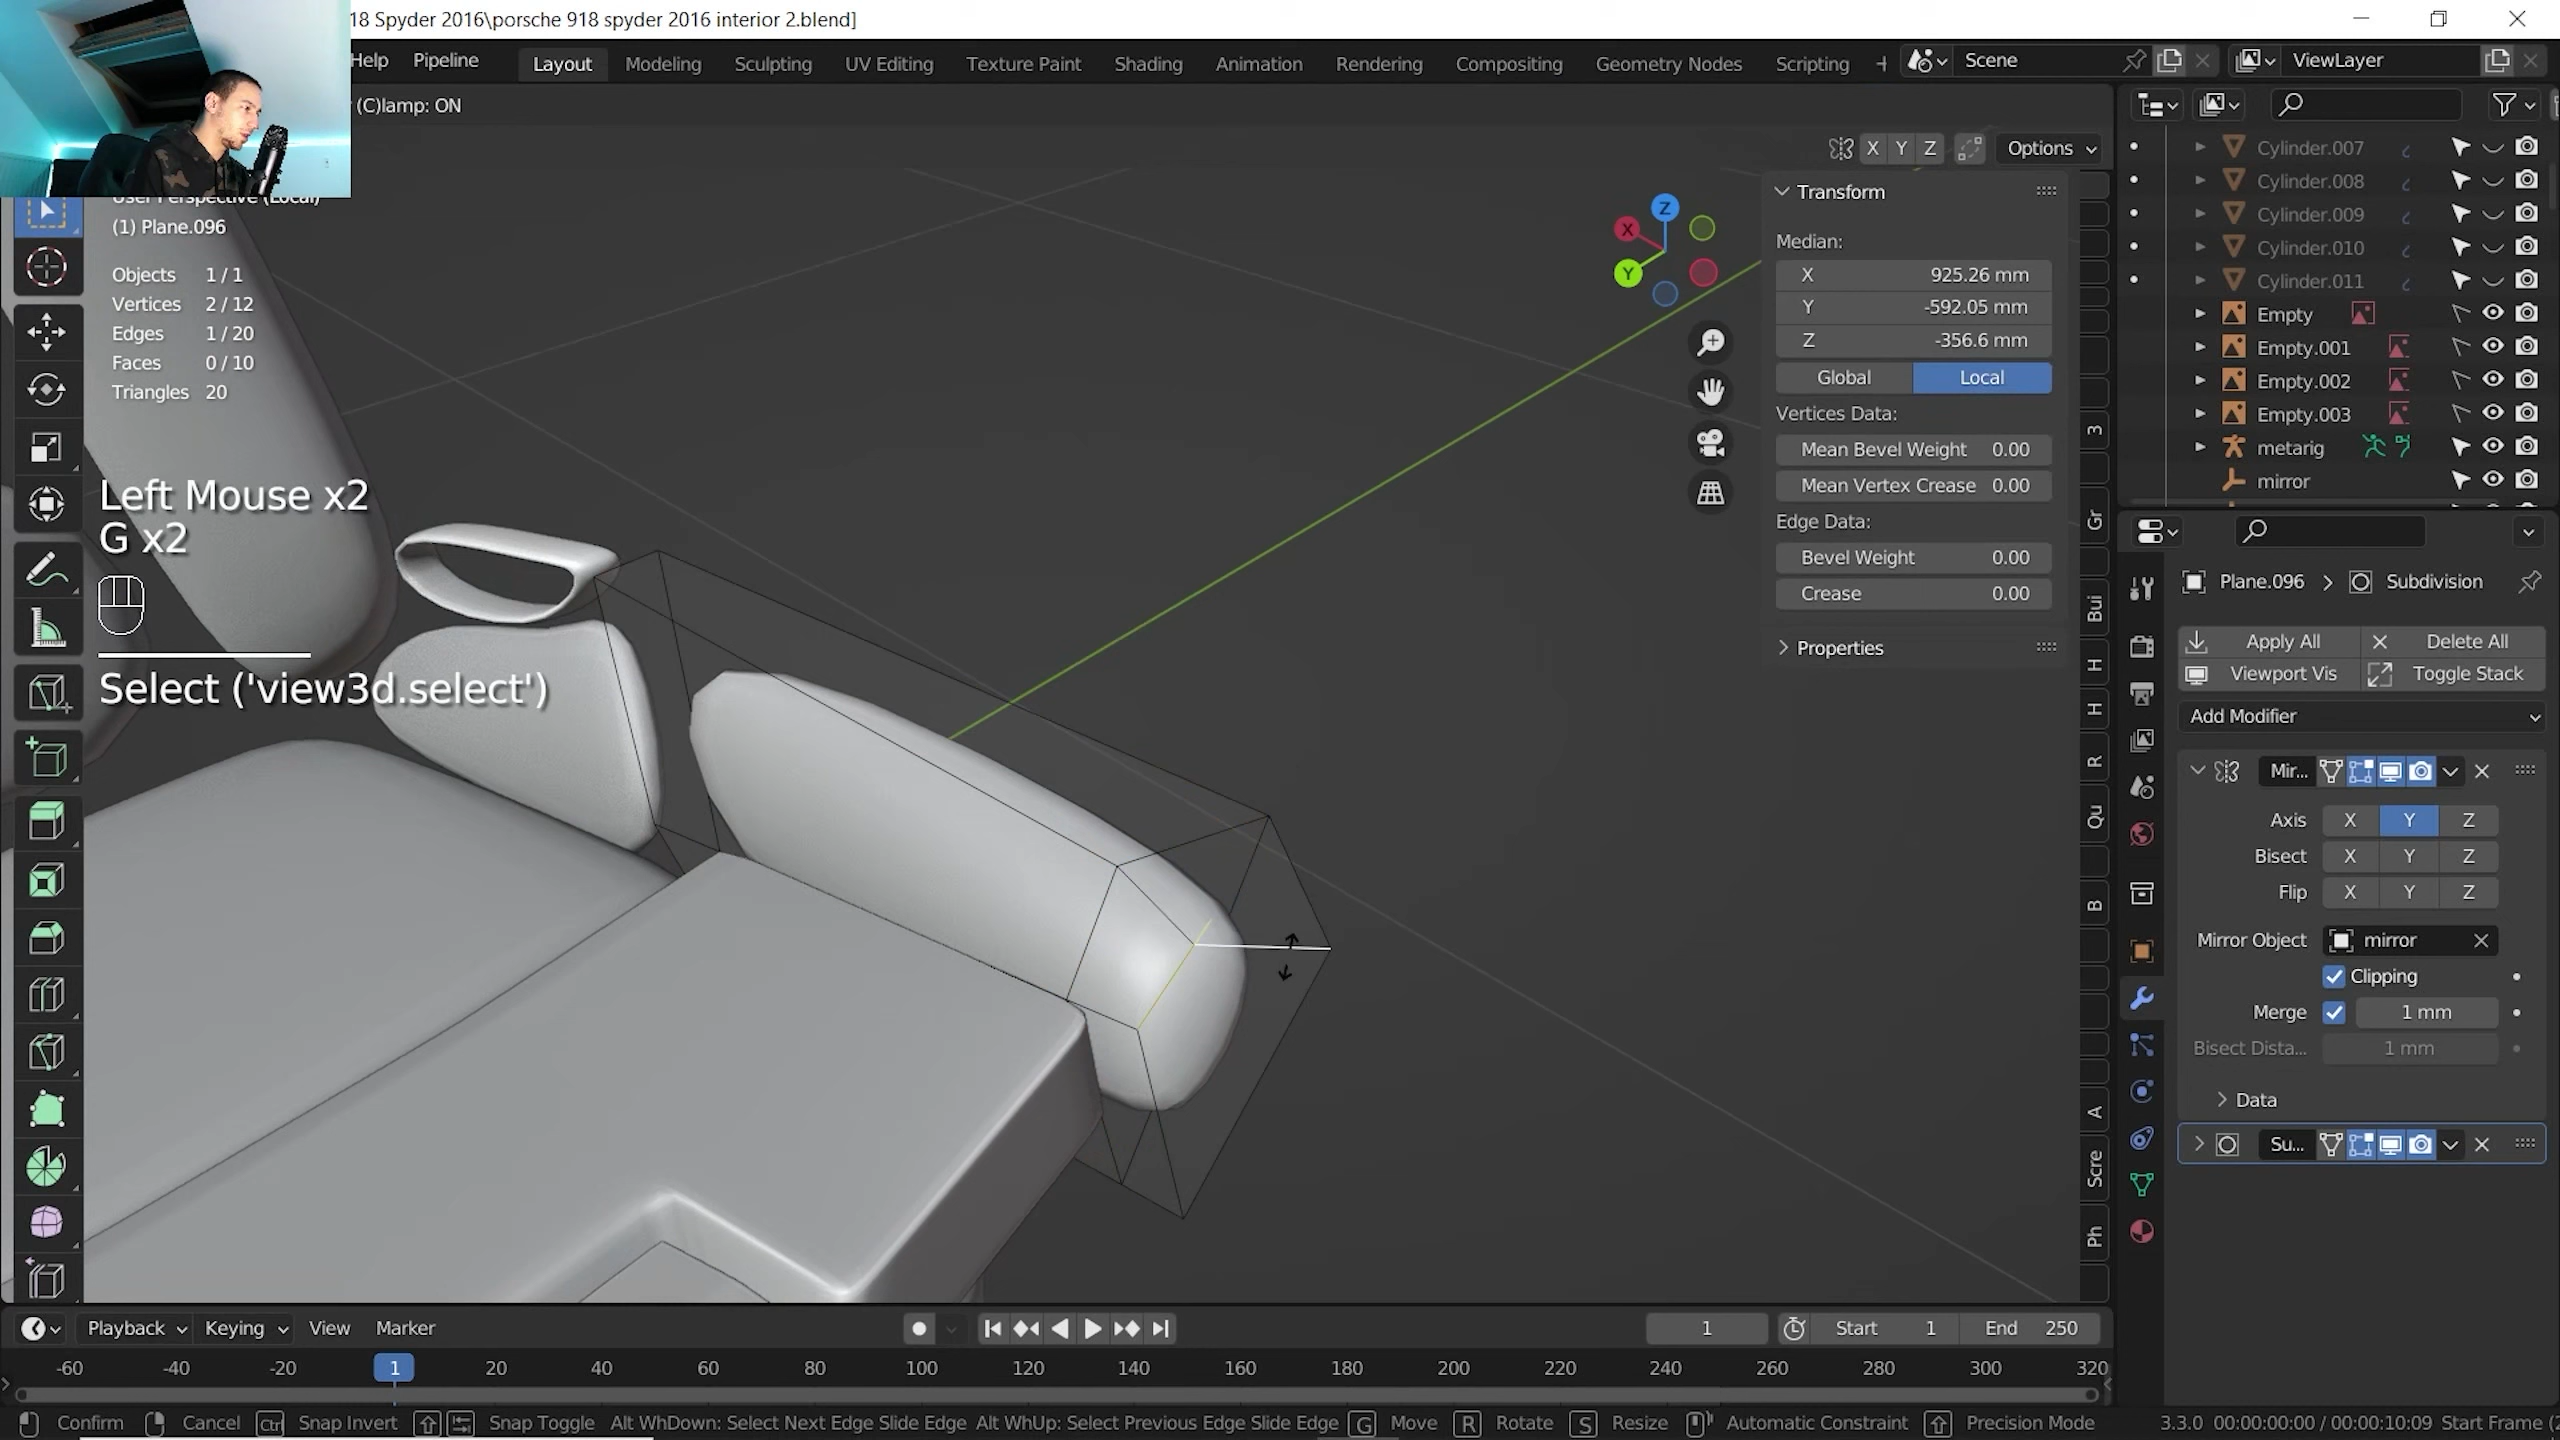 18 Spyder 2016\porsche 918 spyder 2016 interior 2.blend]
Help
Pipeline
Layout
Modeling
Sculpting
UV Editing
Texture Paint
Shading
Animation
Rendering
Compositing
Geometry Nodes
Scripting
Scene
ViewLayer
(C)lamp: ON
X Y Z
Options
(1) Plane.096
Objects 1 / 1
Vertices 2 / 12
Edges 1 / 20
Faces 0 / 10
Triangles 20
Left Mouse x2
G x2
Select ('view3d.select')
Z
X
Y
Transform
Median:
X 925.26 mm
Y -592.05 mm
Z -356.6 mm
Global
Local
Vertices Data:
Mean Bevel Weight 0.00
Mean Vertex Crease 0.00
Edge Data:
Bevel Weight 0.00
Crease 0.00
Properties
3
Gr
Bui
H
H
R
Qu
B
A
Scre
Ph
Cylinder.007
Cylinder.008
Cylinder.009
Cylinder.010
Cylinder.011
Empty
Empty.001
Empty.002
Empty.003
metarig
mirror
Plane.096 > Subdivision
Apply All
Delete All
Viewport Vis
Toggle Stack
Add Modifier
Mir...
Axis X Y Z
Bisect X Y Z
Flip X Y Z
Mirror Object mirror
Clipping
Merge 1 mm
Bisect Dista... 1 mm
Data
Su...
Playback
Keying
View
Marker
1
Start 1
End 250
-60 -40 -20 1 20 40 60 80 100 120 140 160 180 200 220 240 260 280 300 320
Confirm
Cancel
Ctrl Snap Invert
Snap Toggle
Alt WhDown: Select Next Edge Slide Edge
Alt WhUp: Select Previous Edge Slide Edge
G Move
R Rotate
S Resize
Automatic Constraint
Precision Mode
3.3.0 00:00:00:00 / 00:00:10:09 Start Frame